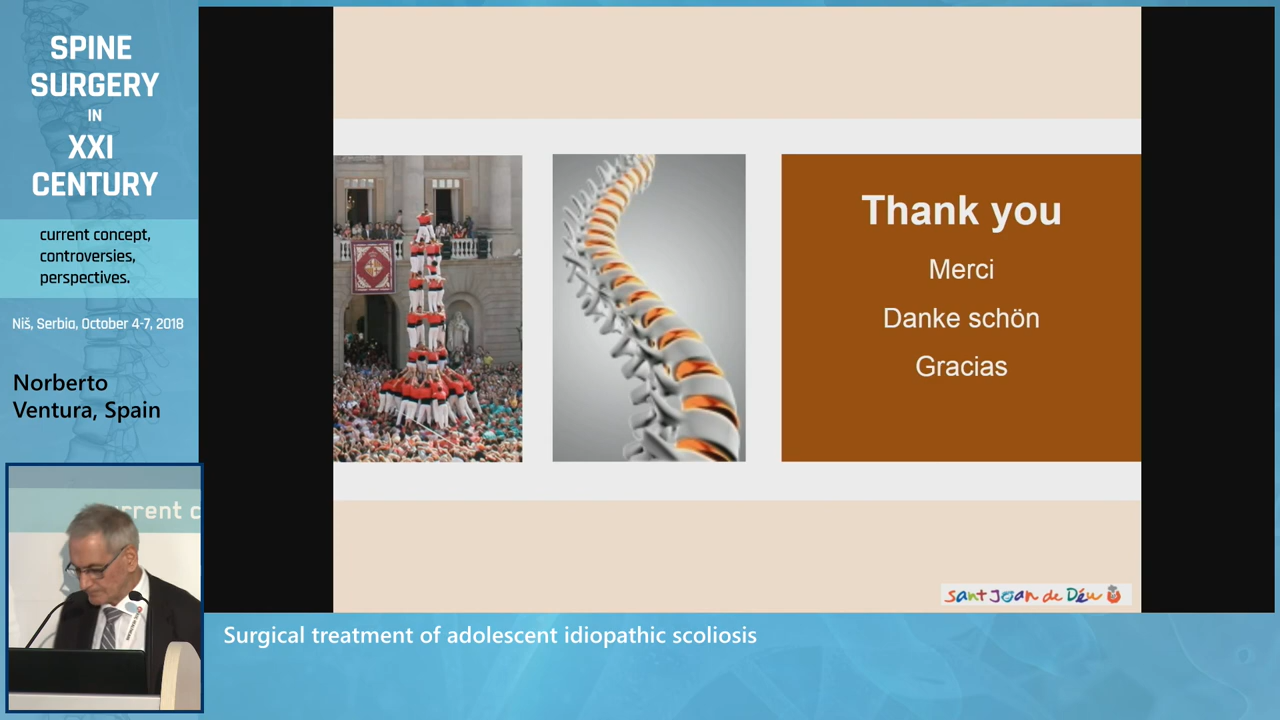 SPINE
SURGERY
IN
XXI
CENTURY
current concept,
controversies,
perspectives.
Niš, Serbia, October 4-7, 2018
Norberto
Ventura, Spain
rrent c
Thank you
Merci
Danke schön
Gracias
Sant Joan de Déu
Surgical treatment of adolescent idiopathic scoliosis